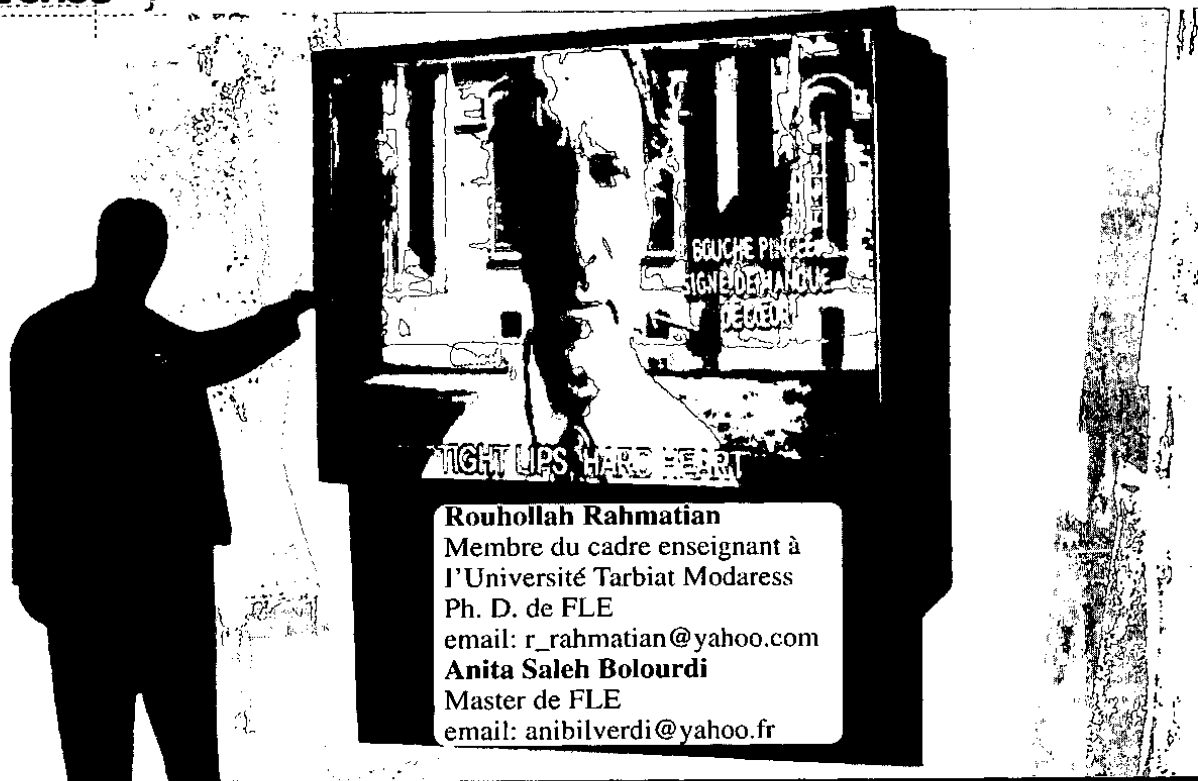 BOUCHE PINCÉE
SIGNE DE MANQUE
DE CŒUR
TIGHT LIPS, HARD HEART
Rouhollah Rahmatian
Membre du cadre enseignant à
l'Université Tarbiat Modaress
Ph. D. de FLE
email: r_rahmatian@yahoo.com
Anita Saleh Bolourdi
Master de FLE
email: anibilverdi@yahoo.fr